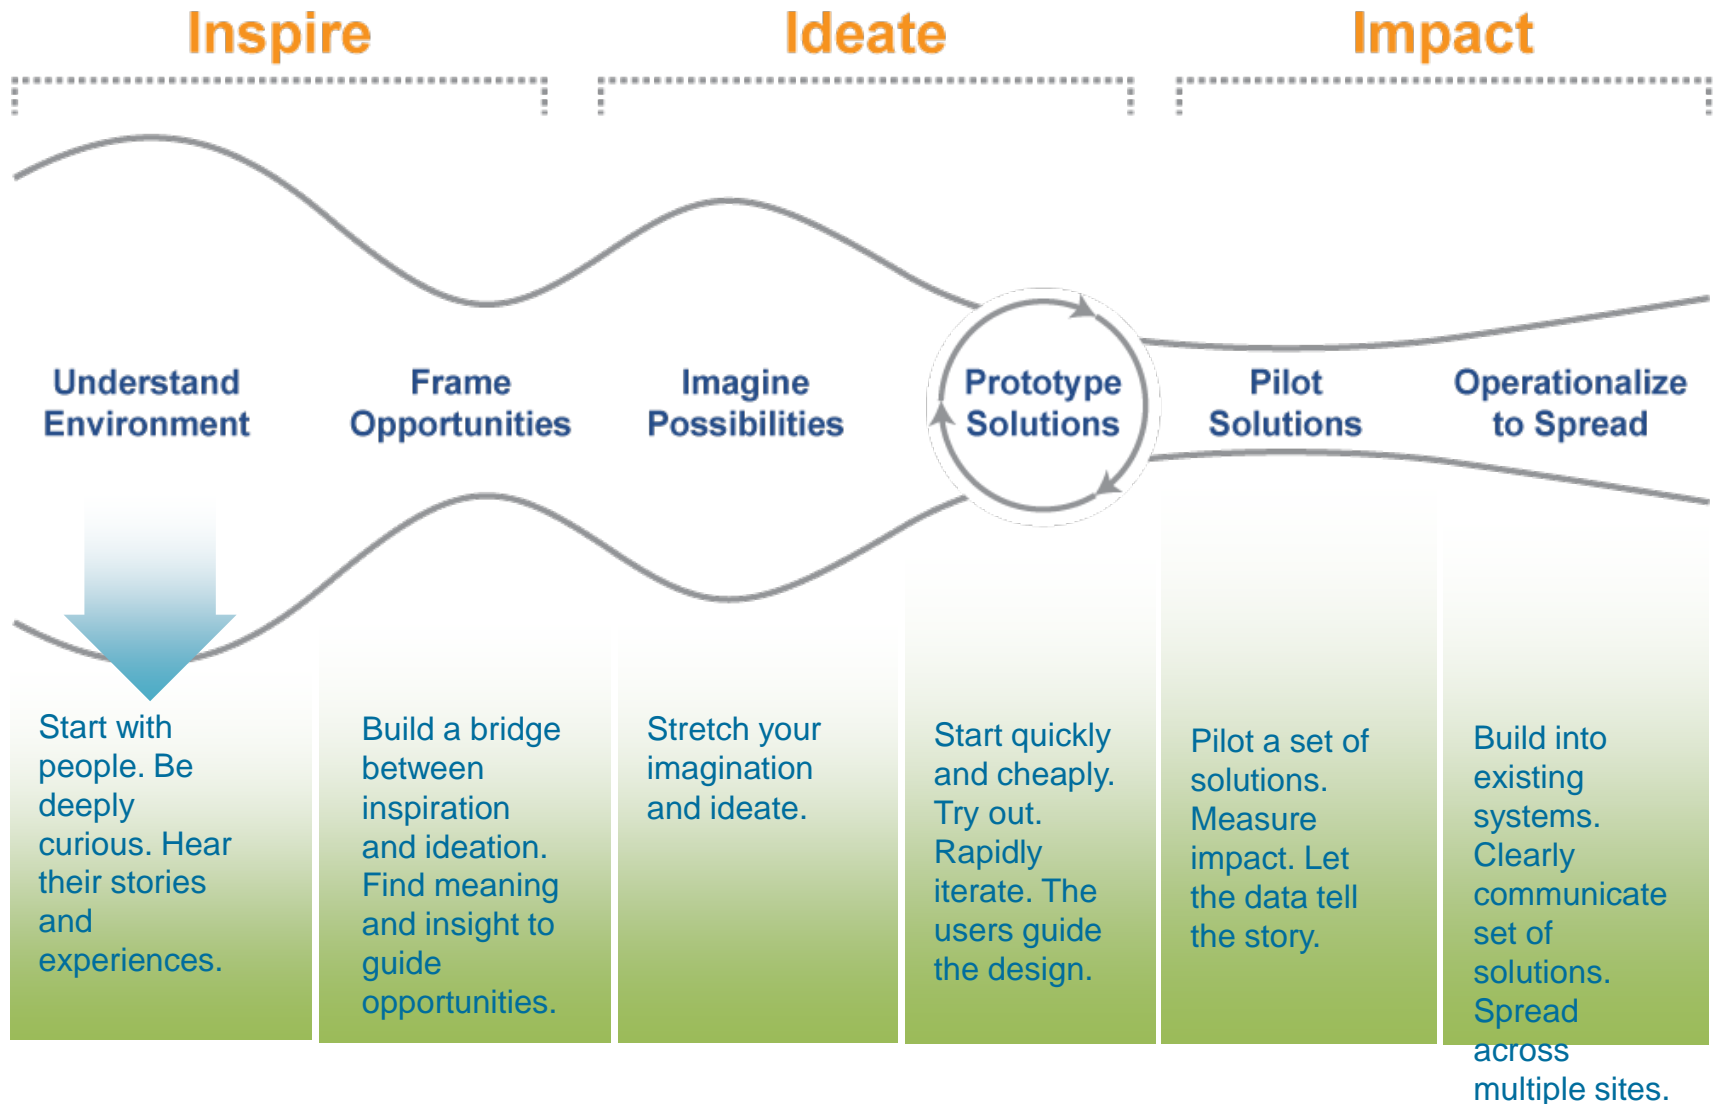 Inspire
Ideate
Impact
Understand
Environment
Frame
Opportunities
Imagine
Possibilities
Prototype
Solutions
Pilot
Solutions
Operationalize
to Spread
Start with
people. Be
deeply
curious. Hear
their stories
and
experiences.
Build a bridge
between
inspiration
and ideation.
Find meaning
and insight to
guide
opportunities.
Stretch your
imagination
and ideate.
Start quickly
and cheaply.
Try out.
Rapidly
iterate. The
users guide
the design.
Pilot a set of
solutions.
Measure
impact. Let
the data tell
the story.
Build into
existing
systems.
Clearly
communicate
set of
solutions.
Spread
across
multiple sites.